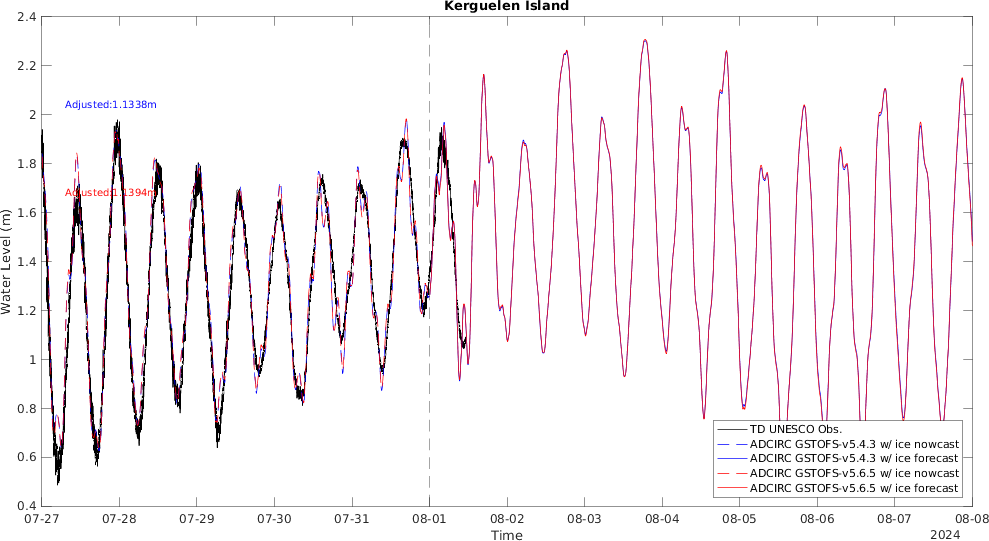 Kerguelen Island
2.4
2.2
2
1.8
1.6
1.4
1.2
1
0.8
0.6
0.4
Water Level (m)
Adjusted:1.1338m
Adjusted:1.1394m
07-27
07-28
07-29
07-30
07-31
08-01
08-02
08-03
08-04
08-05
08-06
08-07
08-08
Time
2024
TD UNESCO Obs.
ADCIRC GSTOFS-v5.4.3 w/ ice nowcast
ADCIRC GSTOFS-v5.4.3 w/ ice forecast
ADCIRC GSTOFS-v5.6.5 w/ ice nowcast
ADCIRC GSTOFS-v5.6.5 w/ ice forecast